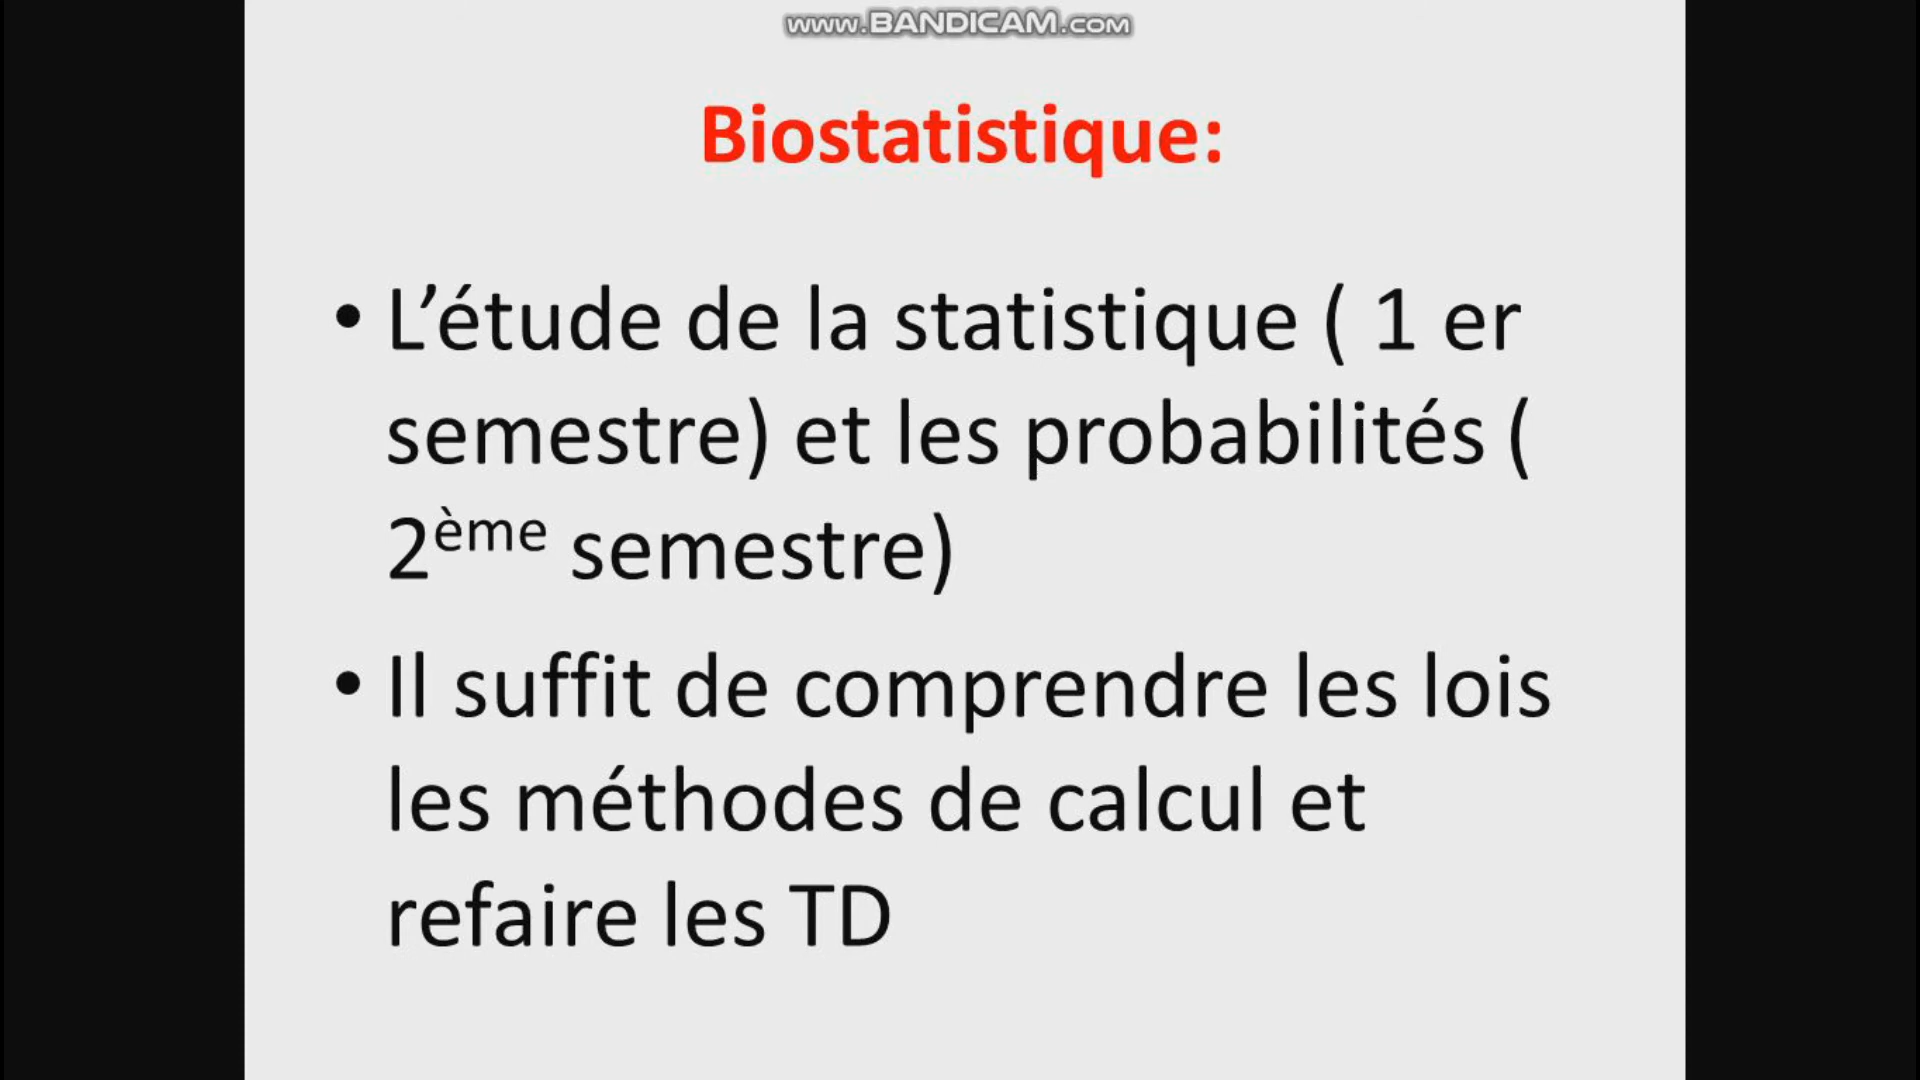 www.BANDICAM.com
Biostatistique:
• L’étude de la statistique ( 1 er
semestre) et les probabilités (
2ème semestre)
• Il suffit de comprendre les lois
les méthodes de calcul et
refaire les TD